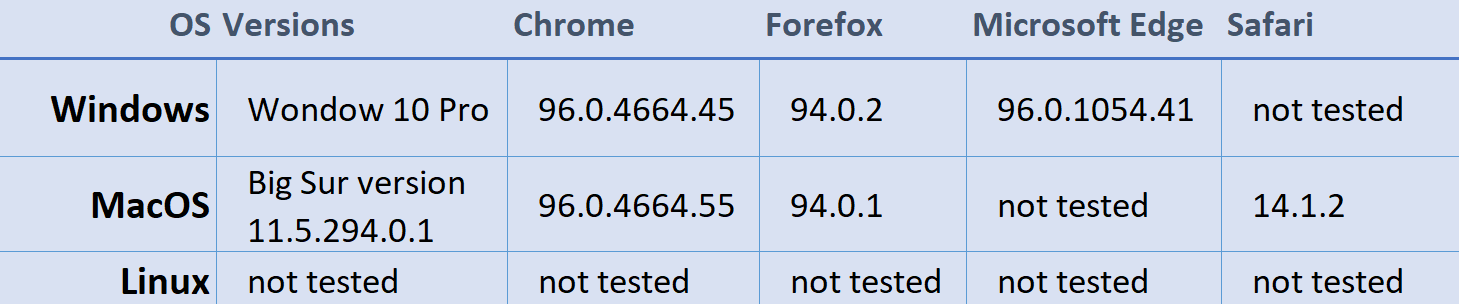 OS Versions Chrome Forefox Microsoft Edge Safari
Windows Wondow 10 Pro 96.0.4664.45 94.0.2 96.0.1054.41 not tested
MacOS Big Sur version 11.5.294.0.1 96.0.4664.55 94.0.1 not tested 14.1.2
Linux not tested not tested not tested not tested not tested